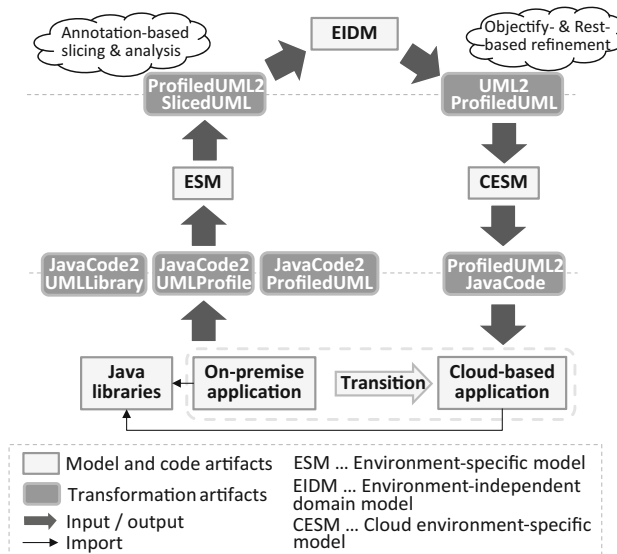 Annotation-based
slicing & analysis
EIDM
Objectify- & Rest-
based refinement
ProfiledUML2
SlicedUML
UML2
ProfiledUML
ESM
CESM
JavaCode2
UMLLibrary
JavaCode2
UMLProfile
JavaCode2
ProfiledUML
ProfiledUML2
JavaCode
Java
libraries
On-premise
application
Transition
Cloud-based
application
Model and code artifacts
Transformation artifacts
Input / output
Import
ESM ... Environment-specific model
EIDM ... Environment-independent
domain model
CESM ... Cloud environment-specific
model